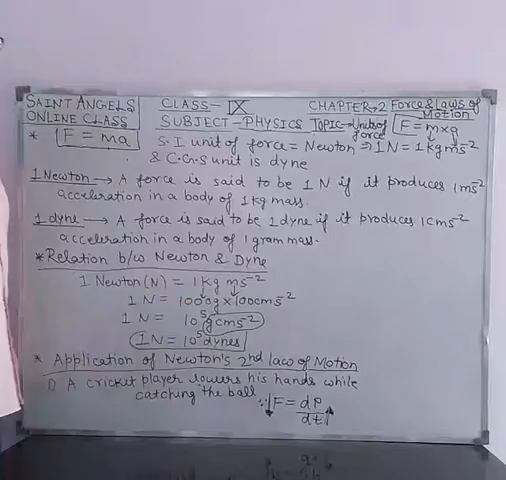 SAINT ANGELS CLASS-IX CHAPTER-2 Force & laws of
ONLINE CLASS SUBJECT-PHYSICS TOPIC→Units of force Motion
* F = ma F = m×a
S.I unit of force = Newton ⇒ 1N = 1 kgms⁻²
& C.G.S unit is dyne
1 Newton → A force is said to be 1 N if it produces 1ms⁻²
acceleration in a body of 1 kg mass.
1 dyne → A force is said to be 1 dyne if it produces 1cms⁻²
acceleration in a body of 1 gram mass.
* Relation b/w Newton & Dyne
1 Newton (N) = 1 kg ms⁻²
1 N = 1000g × 100cms⁻²
1 N = 10⁵ gcms⁻²
1 N = 10⁵ dynes
* Application of Newton's 2nd law of Motion
1) A cricket player lowers his hands while
catching the ball
∵ ↓F = dP/dt↑